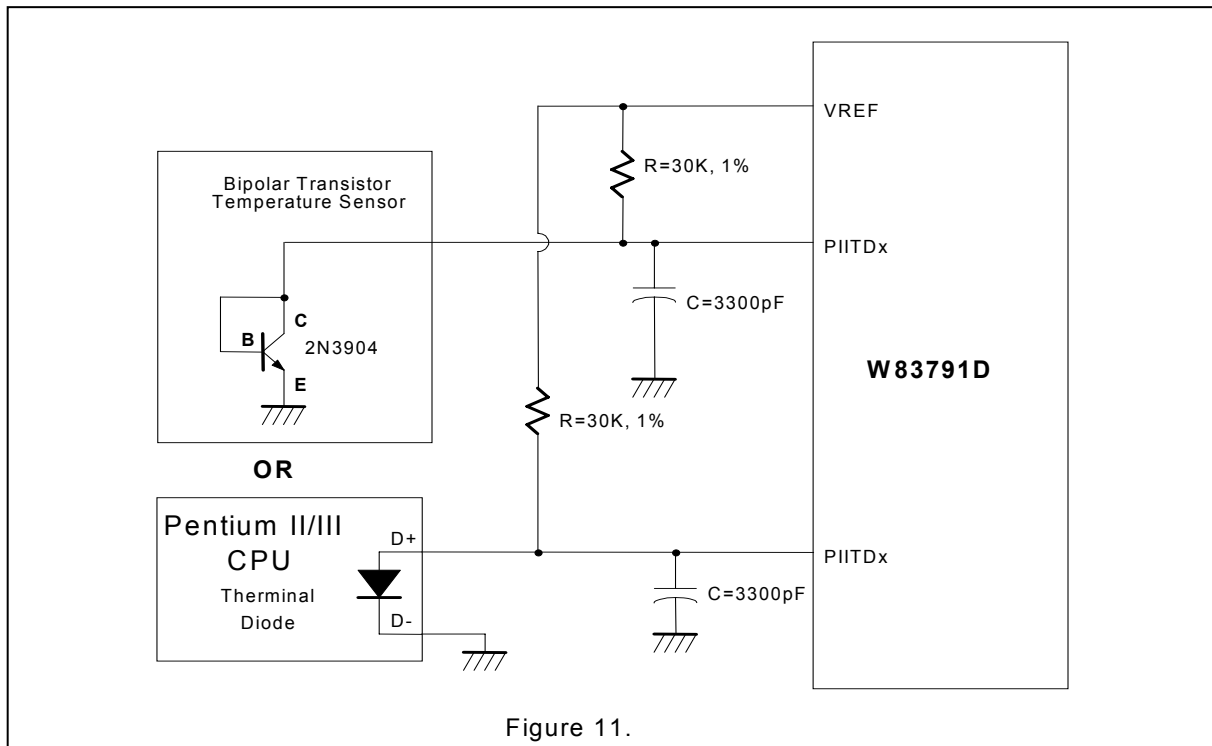 VREF
R=30K, 1%
Bipolar Transistor
Temperature Sensor
PIITDx
C=3300pF
C
B
2N3904
E
W83791D
R=30K, 1%
OR
Pentium II/III
CPU
Therminal
Diode
D+
D-
PIITDx
C=3300pF
Figure 11.